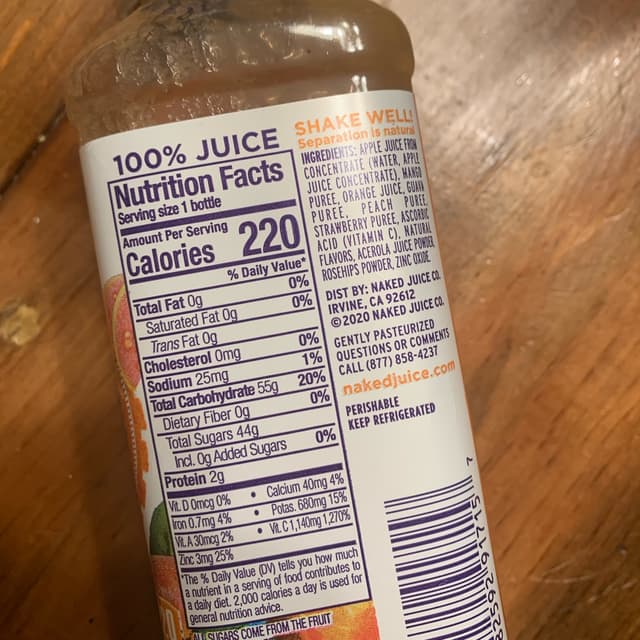 100% JUICE
Nutrition Facts
Serving size 1 bottle
Amount Per Serving
Calories 220
% Daily Value*
Total Fat 0g 0%
Saturated Fat 0g 0%
Trans Fat 0g
Cholesterol 0mg 0%
Sodium 25mg 1%
Total Carbohydrate 55g 20%
Dietary Fiber 0g 0%
Total Sugars 44g
Incl. 0g Added Sugars 0%
Protein 2g
Vit. D 0mcg 0% • Calcium 40mg 4%
Iron 0.7mg 4% • Potas. 680mg 15%
Vit. A 30mcg 2% • Vit. C 1,140mg 1,270%
Zinc 3mg 25%
*The % Daily Value (DV) tells you how much
a nutrient in a serving of food contributes to
a daily diet. 2,000 calories a day is used for
general nutrition advice.
SUGARS COME FROM THE FRUIT
SHAKE WELL!
Separation is natural
INGREDIENTS: APPLE JUICE FROM
CONCENTRATE (WATER, APPLE
JUICE CONCENTRATE), MANGO
PUREE, ORANGE JUICE, GUAVA
PUREE, PEACH PUREE,
STRAWBERRY PUREE, ASCORBIC
ACID (VITAMIN C), NATURAL
FLAVORS, ACEROLA JUICE POWDER,
ROSEHIPS POWDER, ZINC OXIDE.
DIST BY: NAKED JUICE CO.
IRVINE, CA 92612
©2020 NAKED JUICE CO.
GENTLY PASTEURIZED
QUESTIONS OR COMMENTS
CALL (877) 858-4237
nakedjuice.com
PERISHABLE
KEEP REFRIGERATED